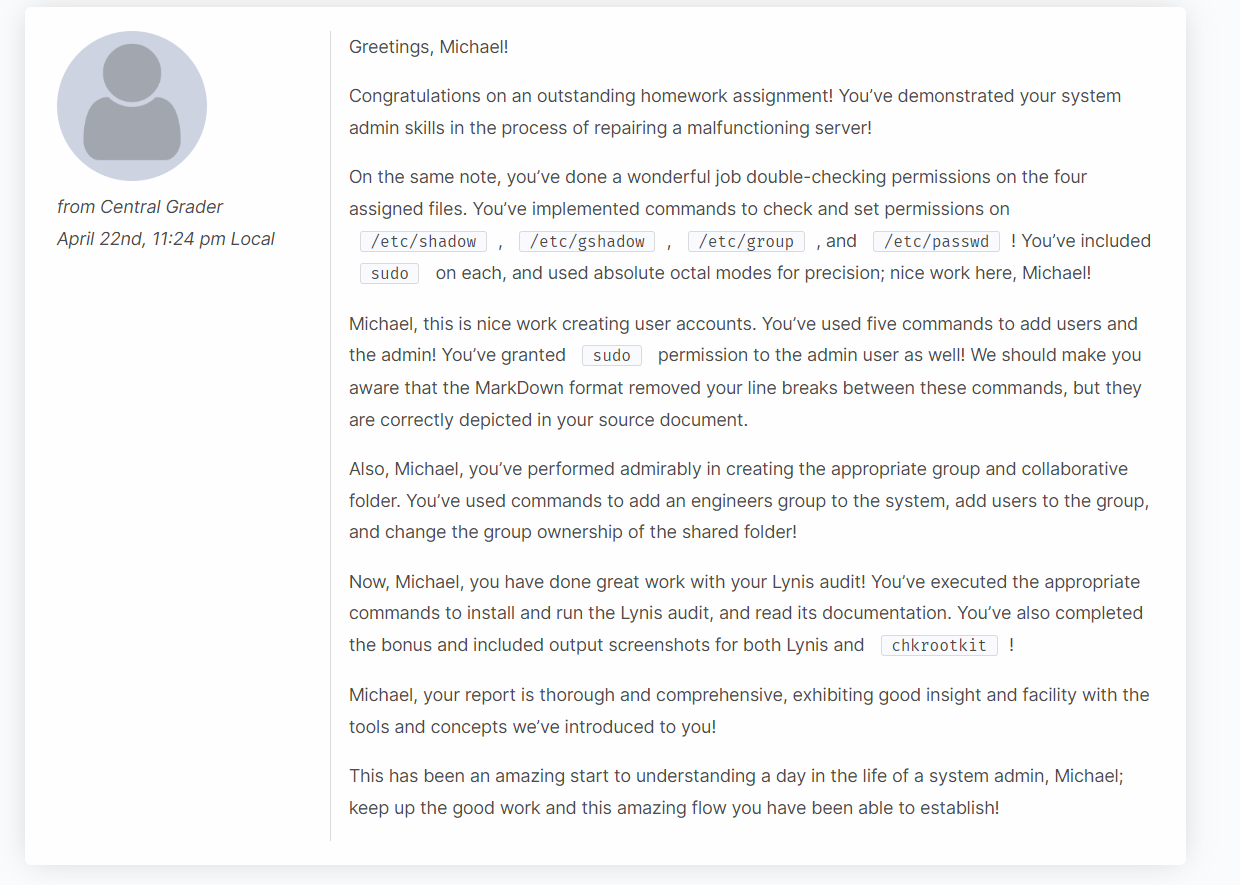 Greetings, Michael!
Congratulations on an outstanding homework assignment! You’ve demonstrated your system
admin skills in the process of repairing a malfunctioning server!
On the same note, you’ve done a wonderful job double-checking permissions on the four
assigned files. You’ve implemented commands to check and set permissions on
/etc/shadow , /etc/gshadow , /etc/group , and /etc/passwd ! You’ve included
sudo on each, and used absolute octal modes for precision; nice work here, Michael!
Michael, this is nice work creating user accounts. You’ve used five commands to add users and
the admin! You’ve granted sudo permission to the admin user as well! We should make you
aware that the MarkDown format removed your line breaks between these commands, but they
are correctly depicted in your source document.
Also, Michael, you’ve performed admirably in creating the appropriate group and collaborative
folder. You’ve used commands to add an engineers group to the system, add users to the group,
and change the group ownership of the shared folder!
Now, Michael, you have done great work with your Lynis audit! You’ve executed the appropriate
commands to install and run the Lynis audit, and read its documentation. You’ve also completed
the bonus and included output screenshots for both Lynis and chkrootkit !
Michael, your report is thorough and comprehensive, exhibiting good insight and facility with the
tools and concepts we’ve introduced to you!
This has been an amazing start to understanding a day in the life of a system admin, Michael;
keep up the good work and this amazing flow you have been able to establish!
from Central Grader
April 22nd, 11:24 pm Local